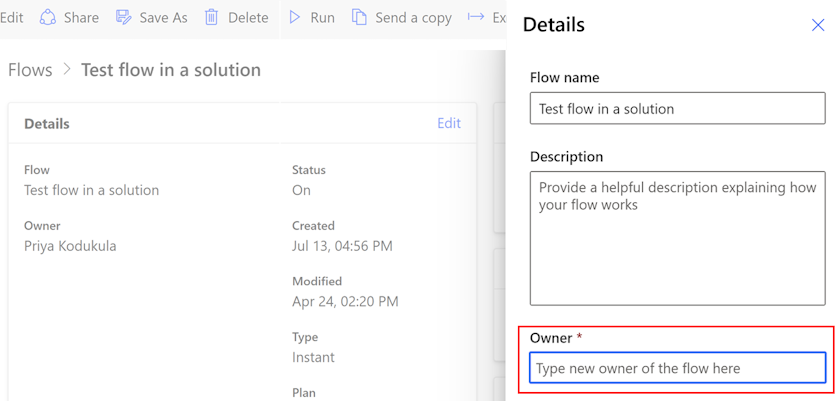 Edit Share Save As Delete Run Send a copy Ex
Flows > Test flow in a solution
Details Edit
Flow
Test flow in a solution
Owner
Priya Kodukula
Status
On
Created
Jul 13, 04:56 PM
Modified
Apr 24, 02:20 PM
Type
Instant
Plan
Details
Flow name
Test flow in a solution
Description
Provide a helpful description explaining how
your flow works
Owner *
Type new owner of the flow here